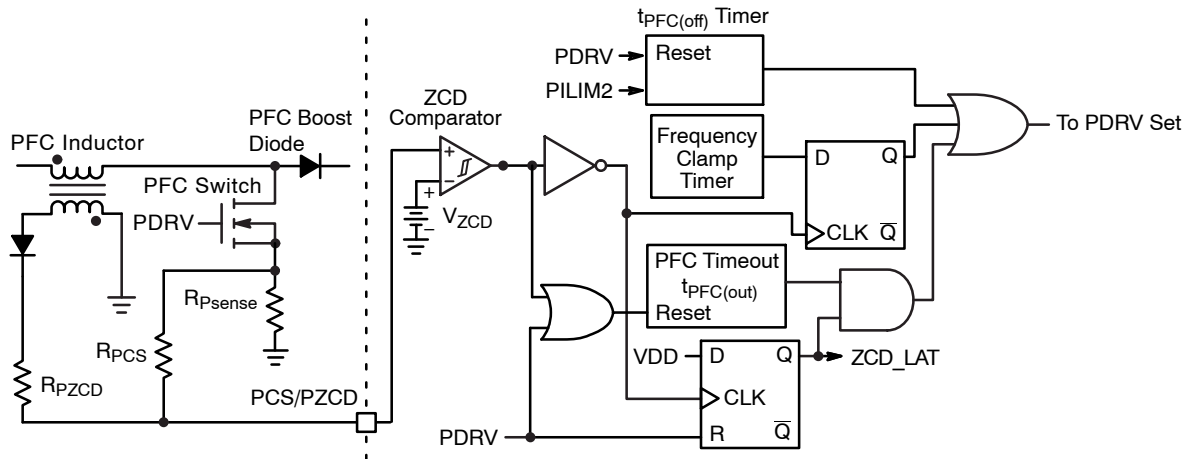 tPFC(off) Timer
PDRV
Reset
PILIM2
To PDRV Set
ZCD
Comparator
PFC Boost
Diode
PFC Inductor
Frequency
Clamp
Timer
D
Q
PFC Switch
+
−
+
−
VZCD
PDRV
CLK
Q̅
PFC Timeout
tPFC(out)
Reset
RPsense
RPCS
RPZCD
VDD
D
Q
ZCD_LAT
PCS/PZCD
CLK
PDRV
R
Q̅